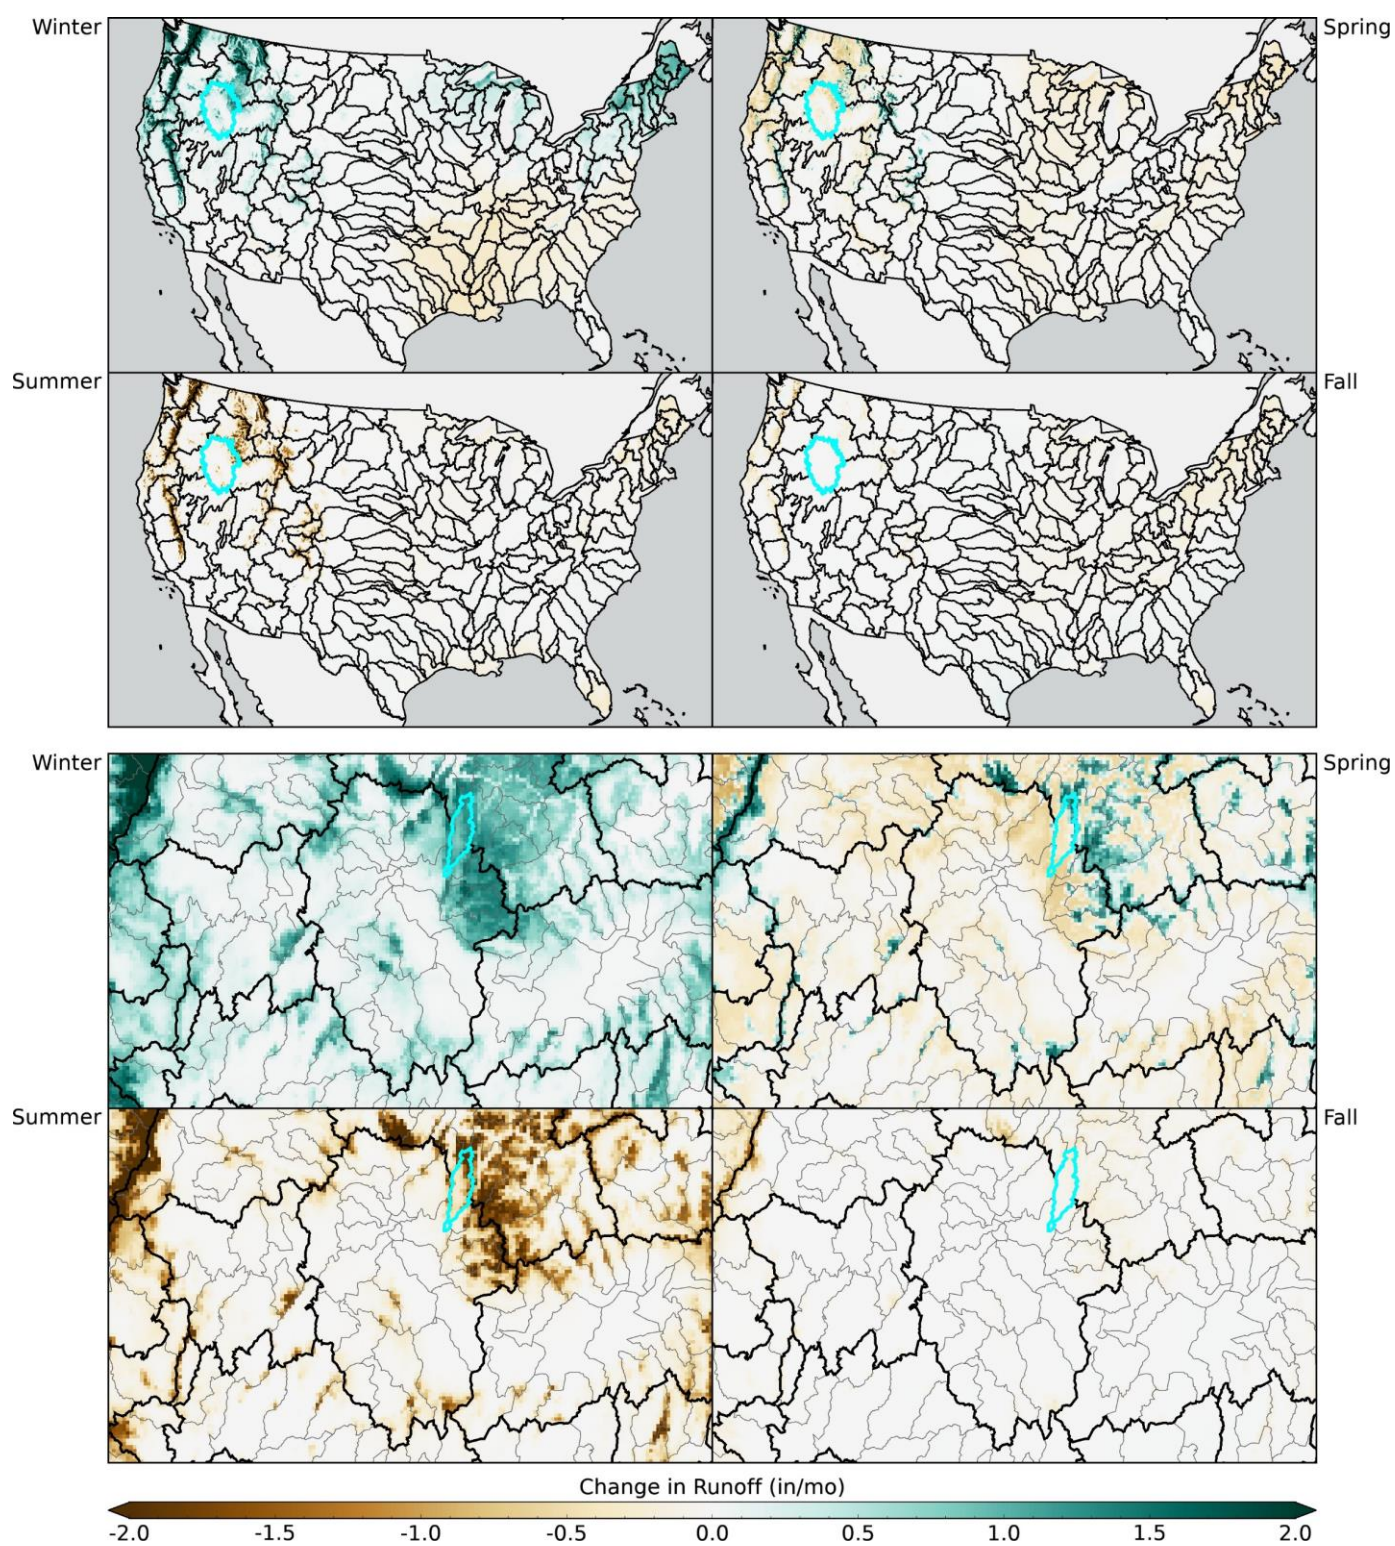 Winter
Spring
Summer
Fall
Winter
Spring
Summer
Fall
Change in Runoff (in/mo)
-2.0 -1.5 -1.0 -0.5 0.0 0.5 1.0 1.5 2.0